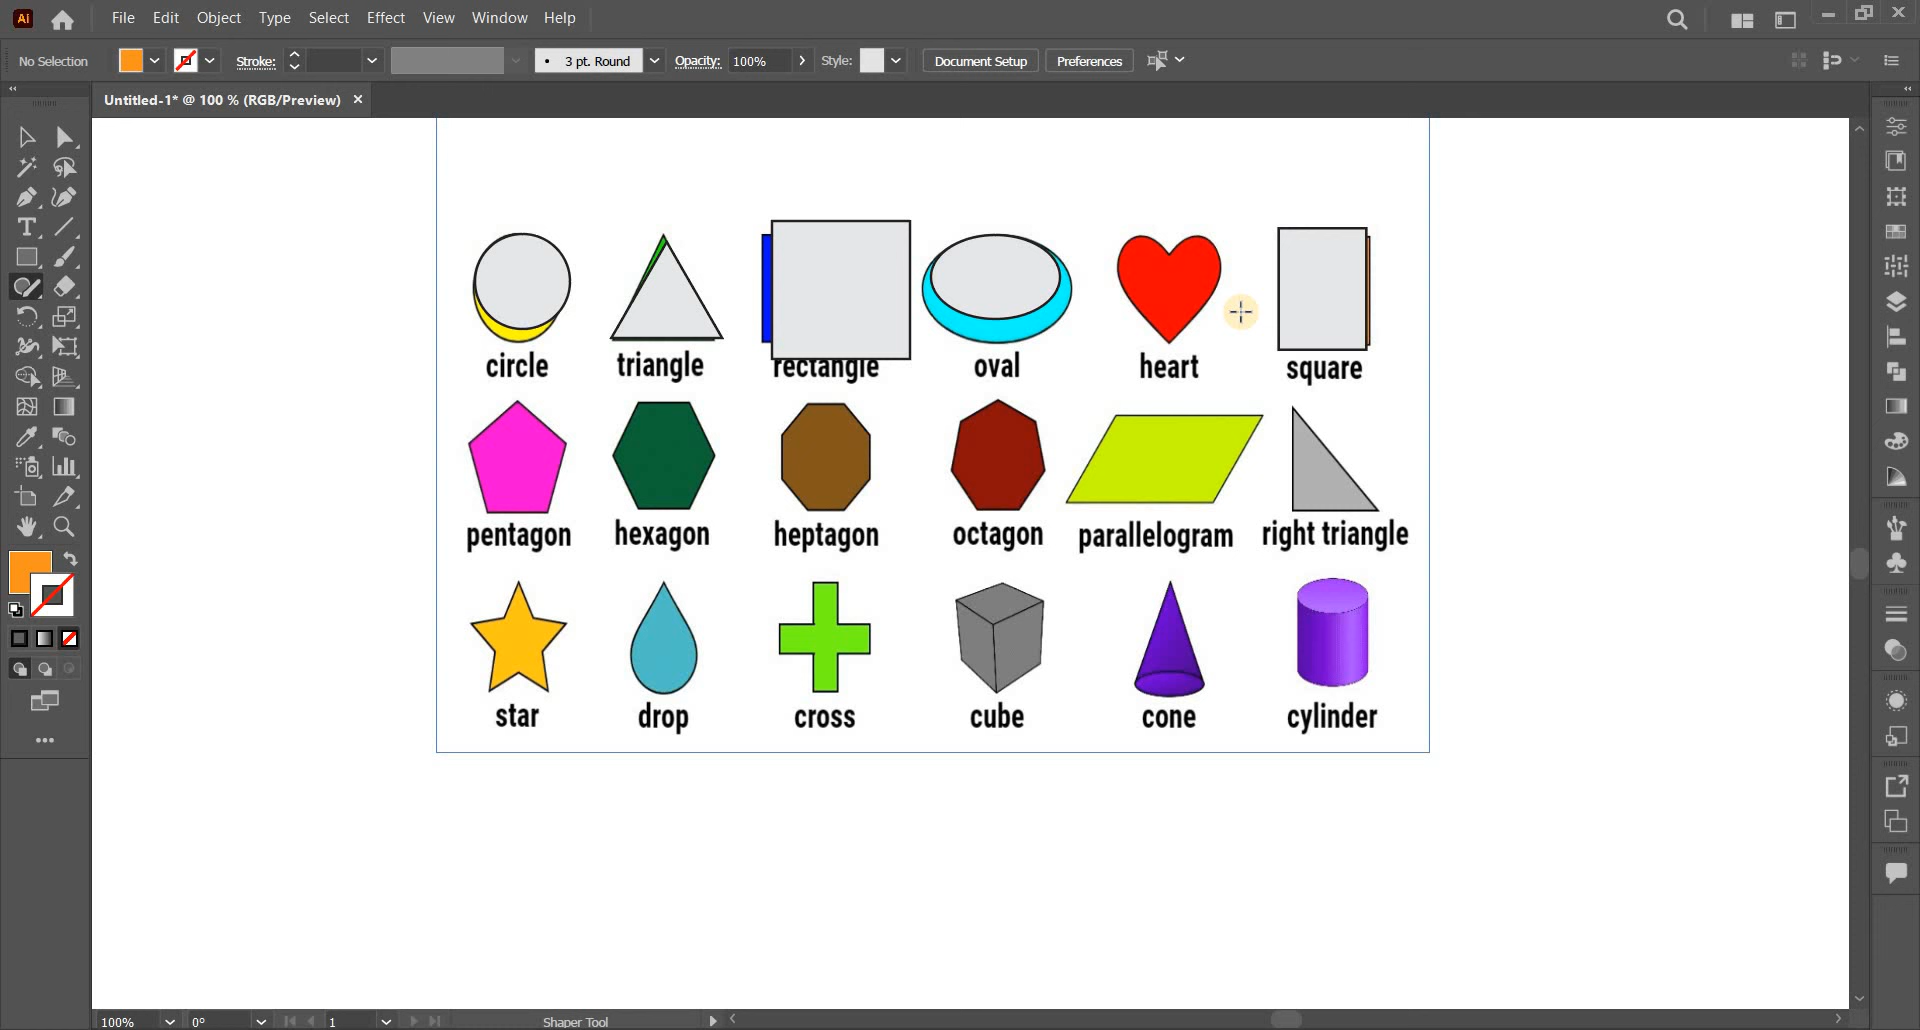 Ai File Edit Object Type Select Effect View Window Help
No Selection Stroke: 3 pt. Round Opacity: 100% Style: Document Setup Preferences
Untitled-1* @ 100 % (RGB/Preview)
circle triangle rectangle oval heart square
pentagon hexagon heptagon octagon parallelogram right triangle
star drop cross cube cone cylinder
100% 0° 1 Shaper Tool